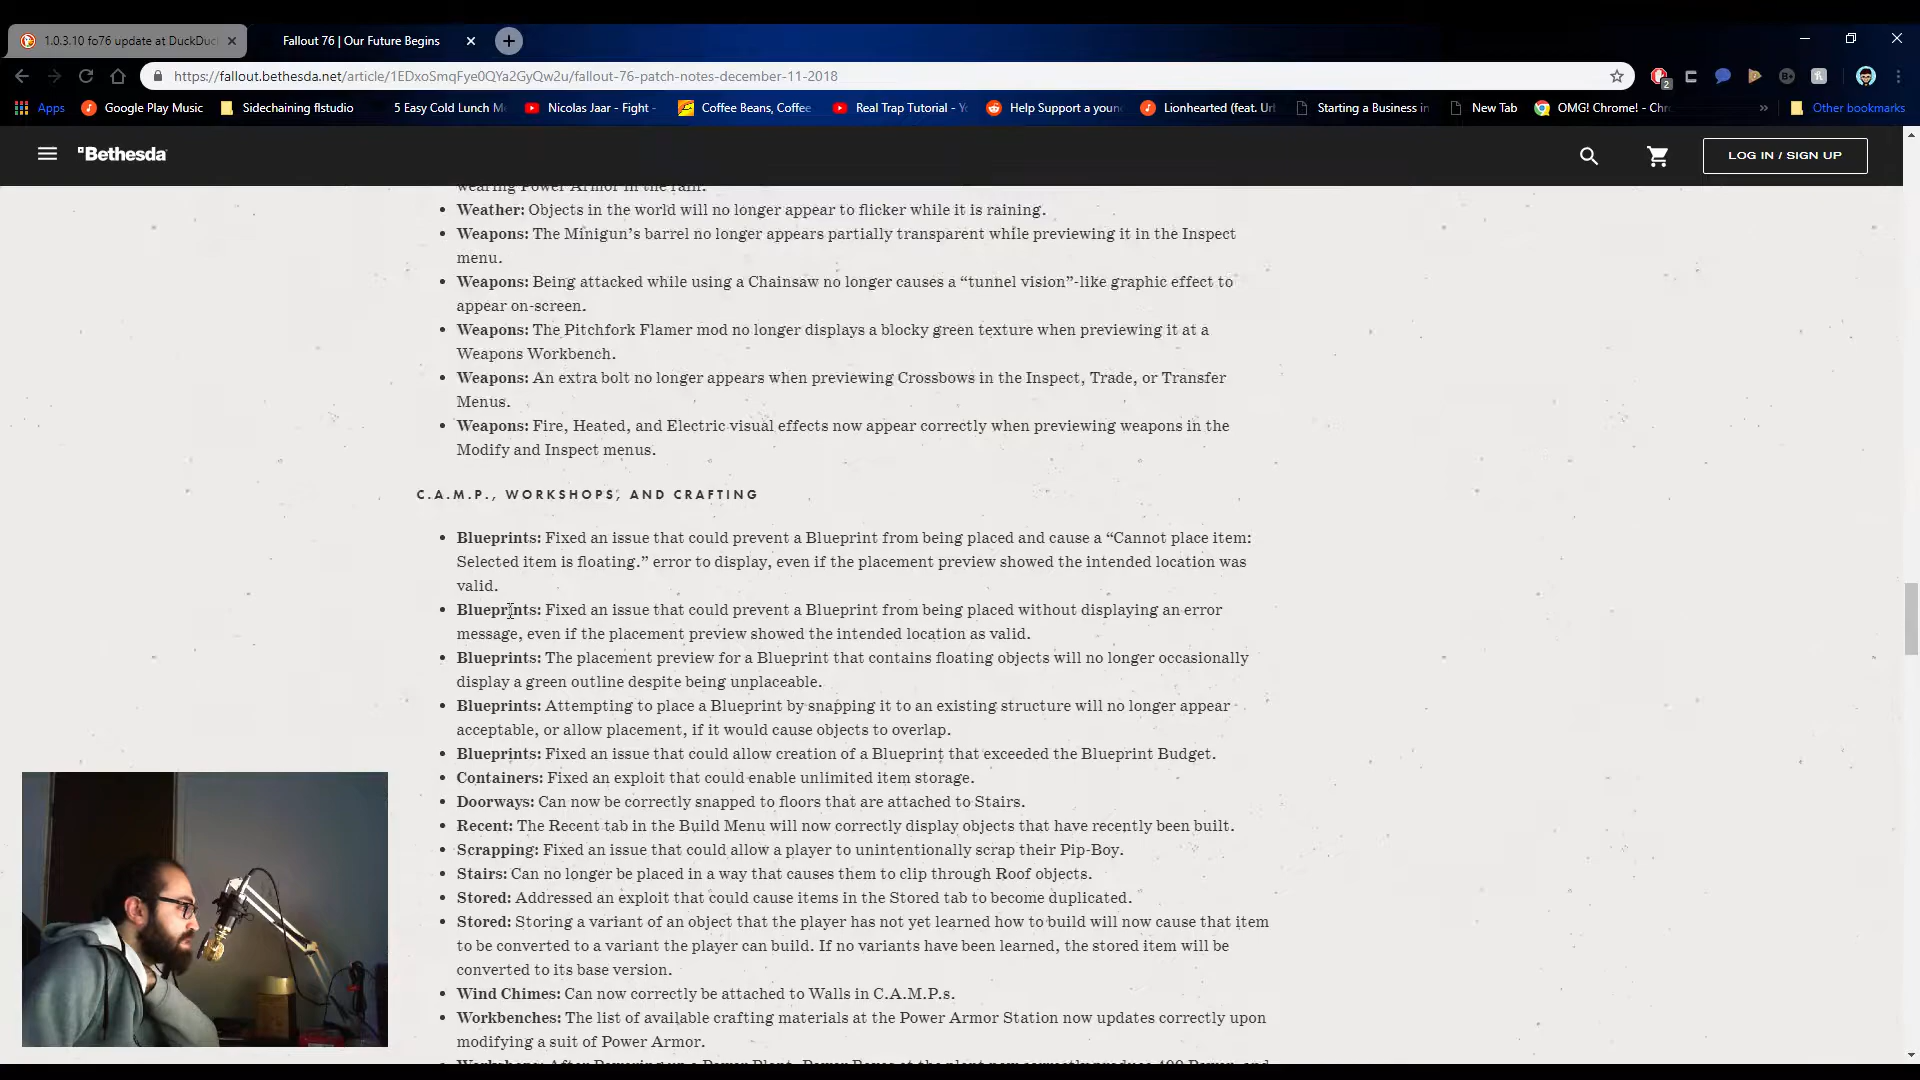 1.0.3.10 fo76 update at DuckDuc
Fallout 76 | Our Future Begins
https://fallout.bethesda.net/article/1EDxoSmqFye0QYa2GyQw2u/fallout-76-patch-notes-december-11-2018
Apps Google Play Music Sidechaining flstudio 5 Easy Cold Lunch M Nicolas Jaar - Fight - Coffee Beans, Coffee Real Trap Tutorial - Y Help Support a youn Lionhearted (feat. Ur Starting a Business in New Tab OMG! Chrome! - Chr » Other bookmarks
Bethesda
LOG IN / SIGN UP
wearing Power Armor in the rain.
• Weather: Objects in the world will no longer appear to flicker while it is raining.
• Weapons: The Minigun’s barrel no longer appears partially transparent while previewing it in the Inspect
menu.
• Weapons: Being attacked while using a Chainsaw no longer causes a “tunnel vision”-like graphic effect to
appear on-screen.
• Weapons: The Pitchfork Flamer mod no longer displays a blocky green texture when previewing it at a
Weapons Workbench.
• Weapons: An extra bolt no longer appears when previewing Crossbows in the Inspect, Trade, or Transfer
Menus.
• Weapons: Fire, Heated, and Electric visual effects now appear correctly when previewing weapons in the
Modify and Inspect menus.
C.A.M.P., WORKSHOPS, AND CRAFTING
• Blueprints: Fixed an issue that could prevent a Blueprint from being placed and cause a “Cannot place item:
Selected item is floating.” error to display, even if the placement preview showed the intended location was
valid.
• Blueprints: Fixed an issue that could prevent a Blueprint from being placed without displaying an error
message, even if the placement preview showed the intended location as valid.
• Blueprints: The placement preview for a Blueprint that contains floating objects will no longer occasionally
display a green outline despite being unplaceable.
• Blueprints: Attempting to place a Blueprint by snapping it to an existing structure will no longer appear
acceptable, or allow placement, if it would cause objects to overlap.
• Blueprints: Fixed an issue that could allow creation of a Blueprint that exceeded the Blueprint Budget.
• Containers: Fixed an exploit that could enable unlimited item storage.
• Doorways: Can now be correctly snapped to floors that are attached to Stairs.
• Recent: The Recent tab in the Build Menu will now correctly display objects that have recently been built.
• Scrapping: Fixed an issue that could allow a player to unintentionally scrap their Pip-Boy.
• Stairs: Can no longer be placed in a way that causes them to clip through Roof objects.
• Stored: Addressed an exploit that could cause items in the Stored tab to become duplicated.
• Stored: Storing a variant of an object that the player has not yet learned how to build will now cause that item
to be converted to a variant the player can build. If no variants have been learned, the stored item will be
converted to its base version.
• Wind Chimes: Can now correctly be attached to Walls in C.A.M.P.s.
• Workbenches: The list of available crafting materials at the Power Armor Station now updates correctly upon
modifying a suit of Power Armor.